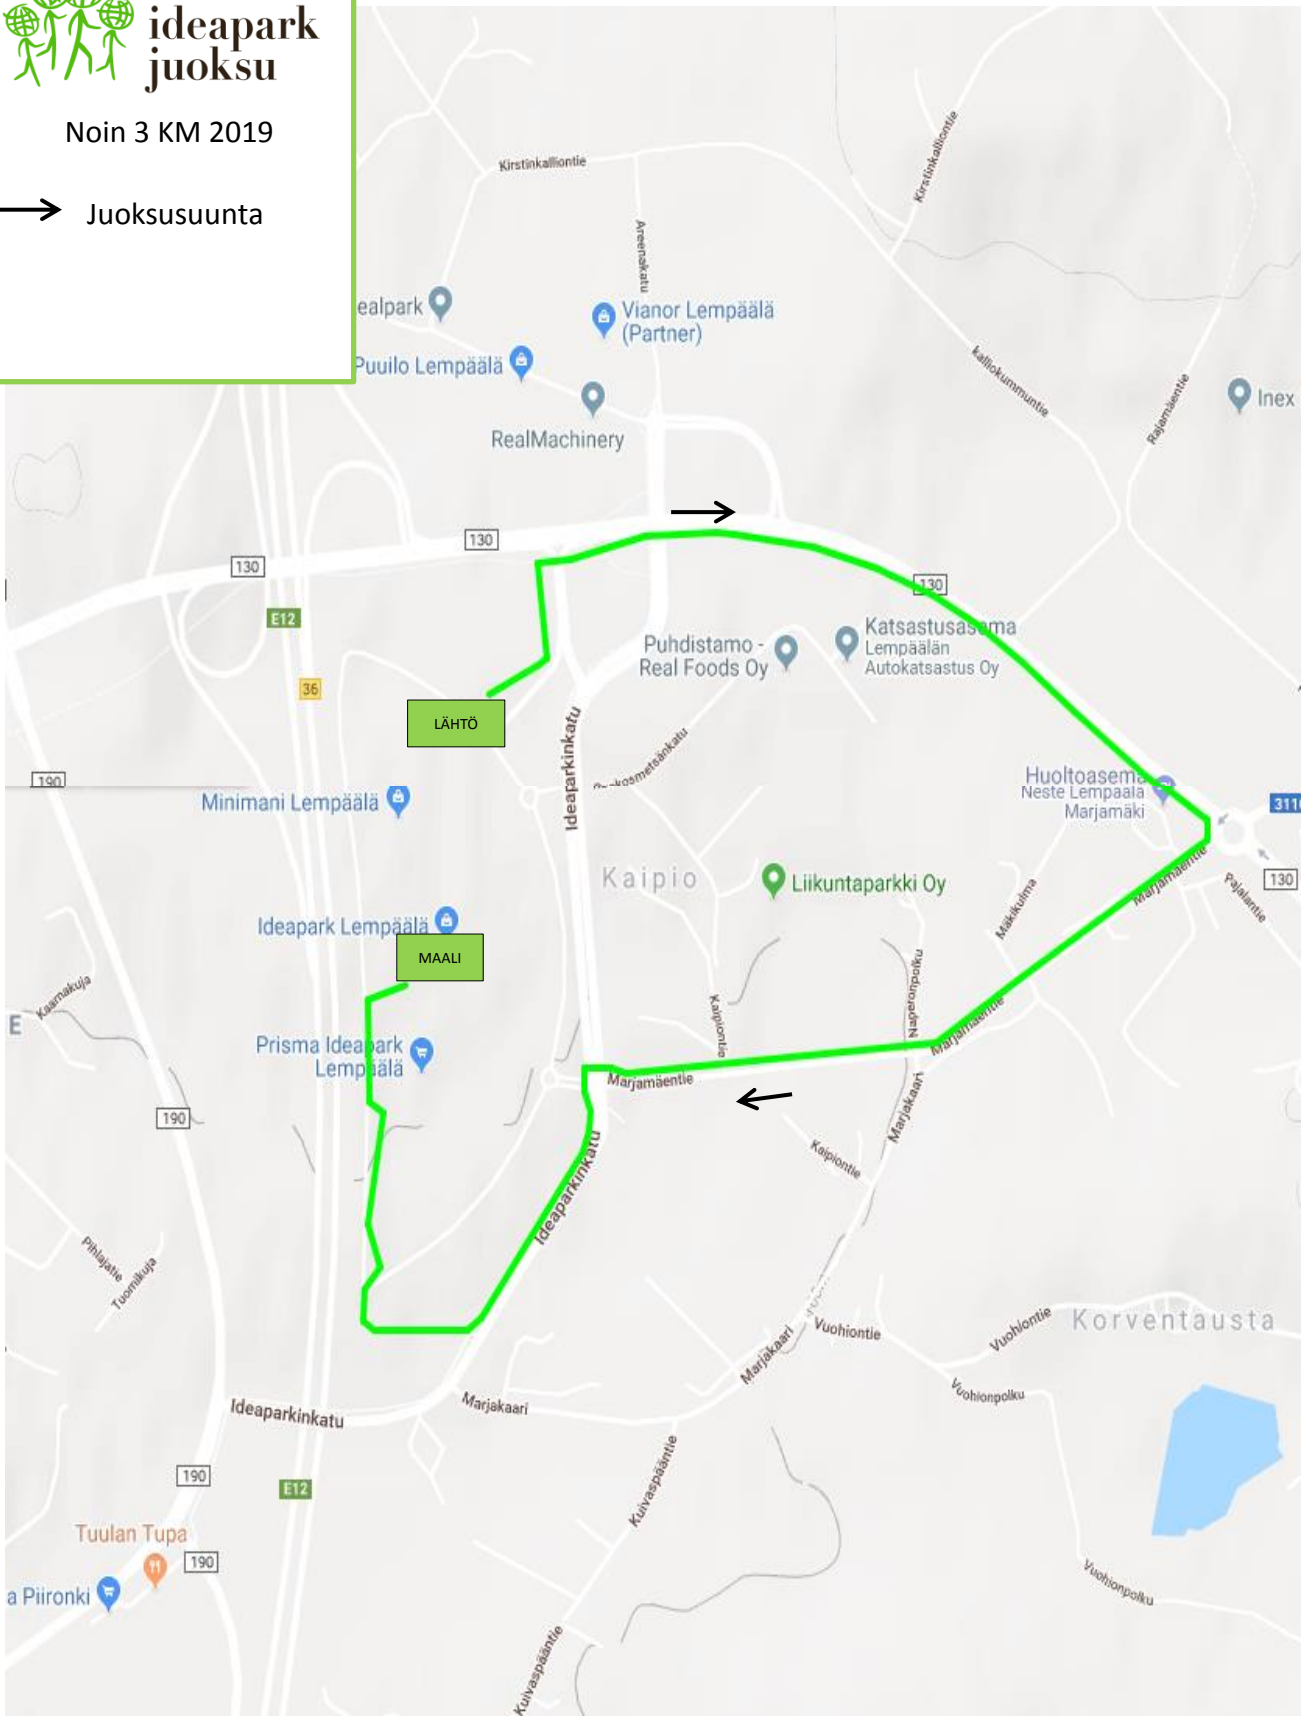 ideapark
juoksu
Noin 3 KM 2019
Juoksusuunta
Kirstinkalliontie
Kirstinkalliontie
Areenakatu
ealpark
Vianor Lempäälä
(Partner)
Puuilo Lempäälä
kalliokummuntie
Rajamäentie
Inex
RealMachinery
130
130
130
E12
Katsastusasema
Lempäälän
Autokatsastus Oy
Puhdistamo -
Real Foods Oy
36
LÄHTÖ
Ideaparkinkatu
kosmetsänkatu
190
Minimani Lempäälä
Huoltoasema
Neste Lempäälä
Marjamäki
3110
Kaipio
Liikuntaparkki Oy
Marjamäentie
130
Pajalantie
Mäkikulma
Ideapark Lempäälä
MAALI
Naperonpolku
Kaarnakuja
E
Kaipiontie
Marjamäentie
Prisma Ideapark
Lempäälä
Marjamäentie
190
Marjakaari
Kaipiontie
Ideaparkinkatu
Pihlajatie
Tuomikuja
Vuohiontie
Vuohiontie
Korventausta
Marjakaari
Vuohionpolku
Ideaparkinkatu
Marjakaari
190
E12
Kuivaspääntie
Tuulan Tupa
190
a Piironki
Vuohionpolku
Kuivaspääntie